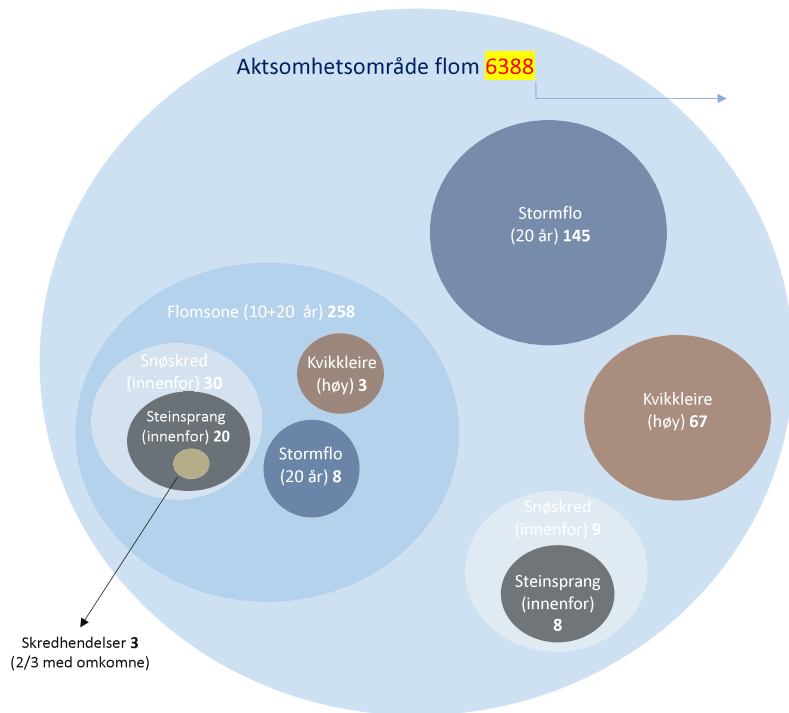 Aktsomhetsområde flom 6388
Stormflo
(20 år) 145
Flomsone (10+20 år) 258
Snøskred
(innenfor) 30
Kvikkleire
(høy) 3
Steinsprang
(innenfor) 20
Stormflo
(20 år) 8
Kvikkleire
(høy) 67
Snøskred
(innenfor) 9
Steinsprang
(innenfor)
8
Skredhendelser 3
(2/3 med omkomne)